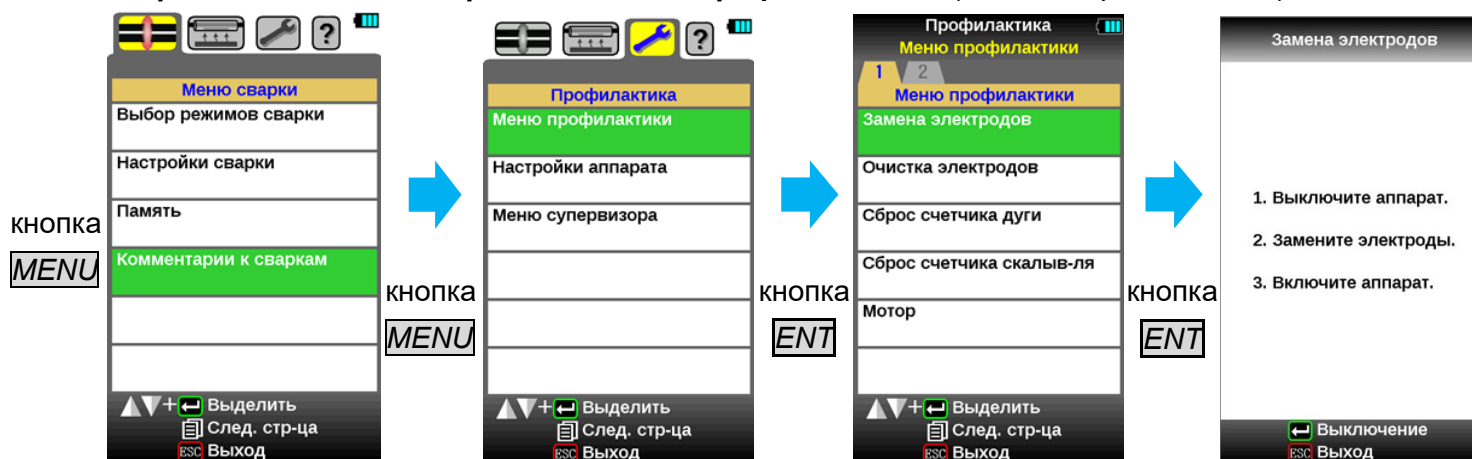 кнопка
MENU
?
Меню сварки
Выбор режимов сварки
Настройки сварки
Память
Комментарии к сваркам
+ Выделить
След. стр-ца
ESC Выход
кнопка
MENU
?
Профилактика
Меню профилактики
Настройки аппарата
Меню супервизора
+ Выделить
След. стр-ца
ESC Выход
кнопка
ENT
Профилактика
Меню профилактики
1 2
Меню профилактики
Замена электродов
Очистка электродов
Сброс счетчика дуги
Сброс счетчика скалыв-ля
Мотор
+ Выделить
След. стр-ца
ESC Выход
кнопка
ENT
Замена электродов
1. Выключите аппарат.
2. Замените электроды.
3. Включите аппарат.
Выключение
ESC Выход